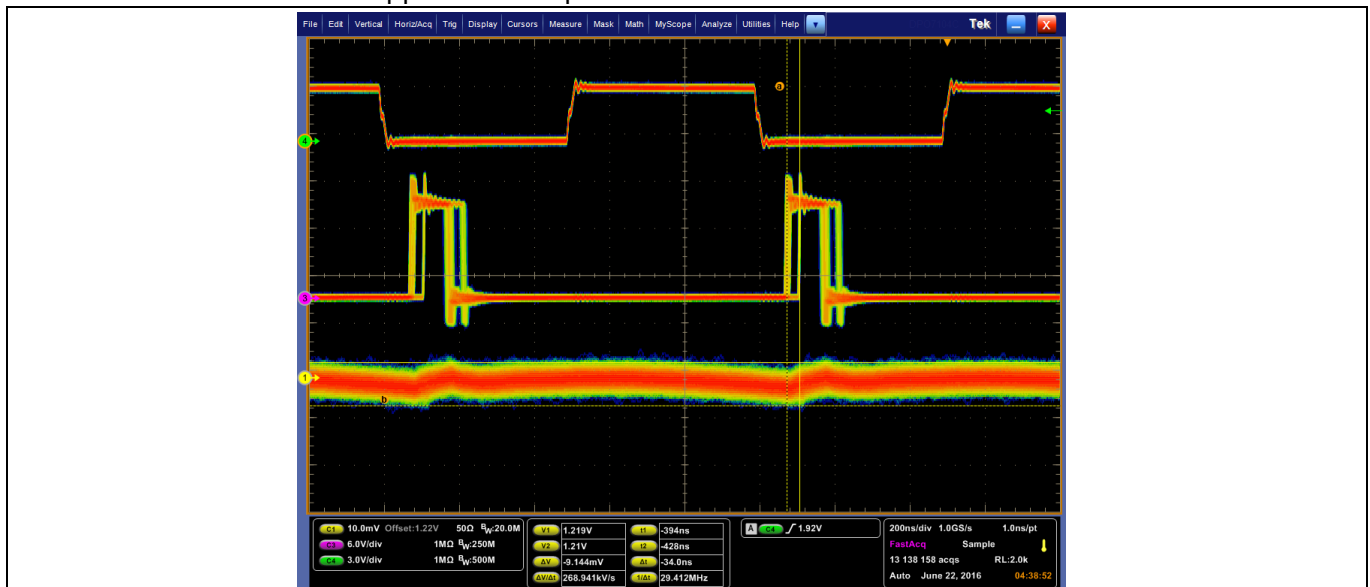 File Edit Vertical Horiz/Acq Trig Display Cursors Measure Mask Math MyScope Analyze Utilities Help Tek X
a
4
3
1
b
C1 10.0mV Offset:1.22V 50Ω BW:20.0M
C3 6.0V/div 1MΩ BW:250M
C4 3.0V/div 1MΩ BW:500M
V1 1.219V
V2 1.21V
ΔV -9.144mV
ΔV/Δt 268.941kV/s
t1 -394ns
t2 -428ns
Δt -34.0ns
1/Δt 29.412MHz
A C4 1.92V
200ns/div 1.0GS/s 1.0ns/pt
FastAcq Sample
13 138 158 acqs RL:2.0k
Auto June 22, 2016 04:38:52